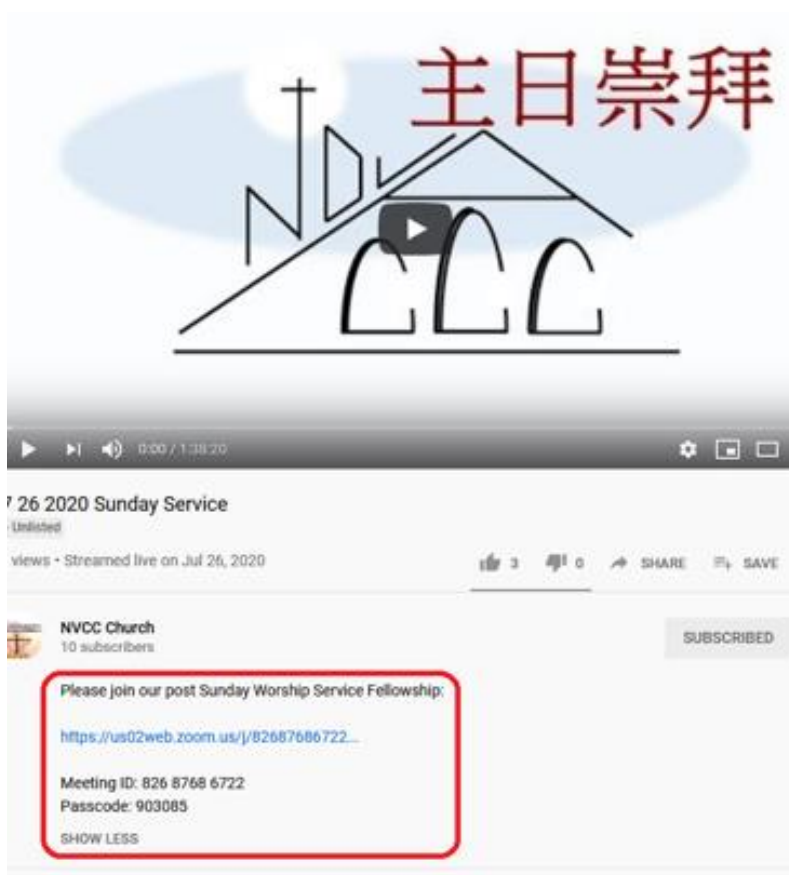 主日崇拜
NDV
CCC
0:00 / 1:38:20
7 26 2020 Sunday Service
Unlisted
views • Streamed live on Jul 26, 2020
3 0 SHARE SAVE
NVCC Church
10 subscribers
SUBSCRIBED
Please join our post Sunday Worship Service Fellowship:
https://us02web.zoom.us/j/82687686722...
Meeting ID: 826 8768 6722
Passcode: 903085
SHOW LESS